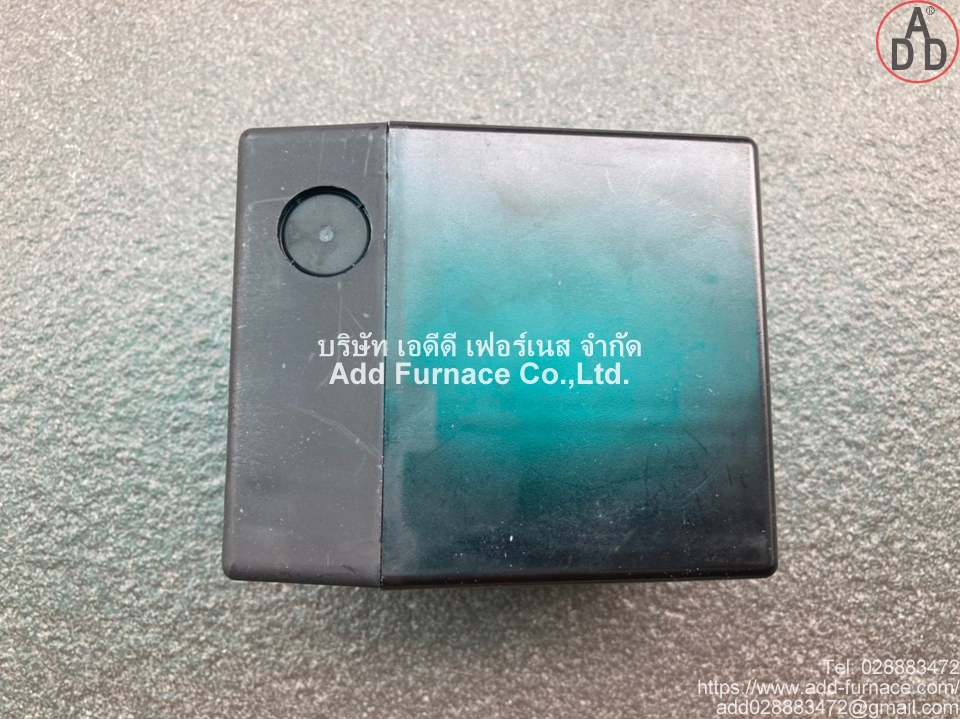 ADD®
บริษัท เอดีดี เฟอร์เนส จำกัด
Add Furnace Co.,Ltd.
Tel. 028883472
https://www.add-furnace.com/
add028883472@gmail.com